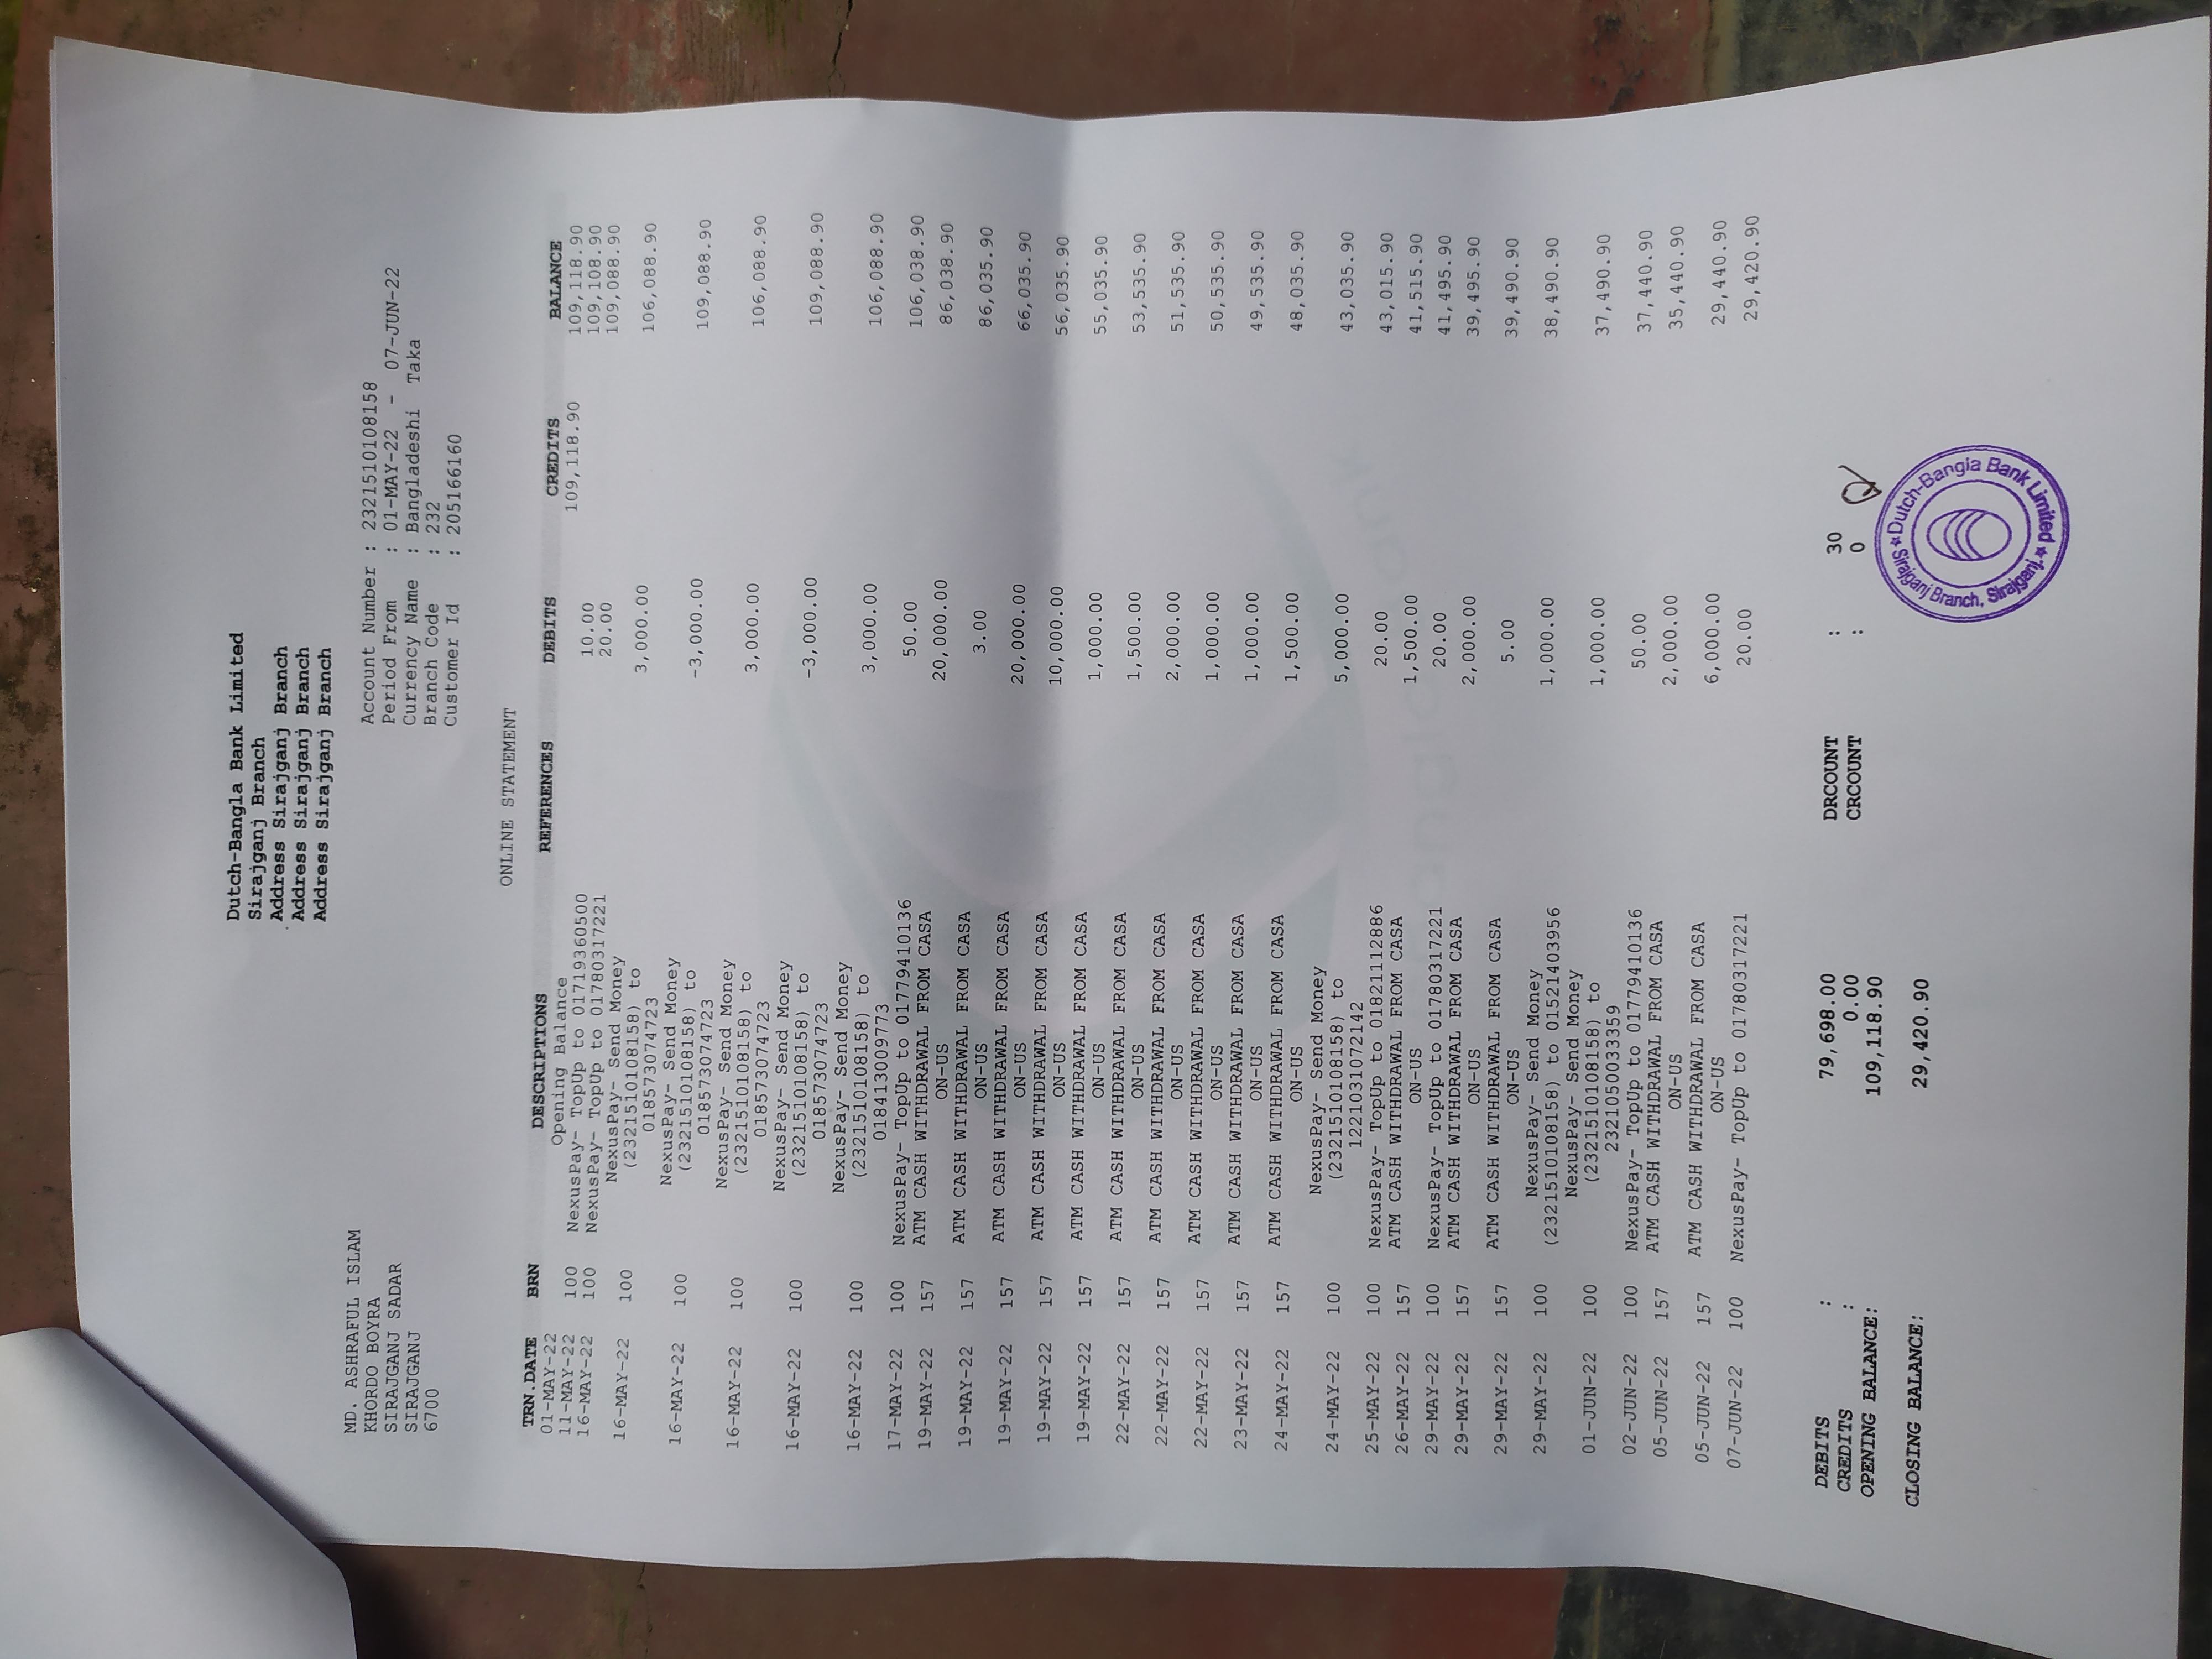 Dutch-Bangla Bank Limited
Sirajganj Branch
Address Sirajganj Branch
Address Sirajganj Branch
Address Sirajganj Branch
MD. ASHRAFUL ISLAM
KHORDO BOYRA
SIRAJGANJ SADAR
SIRAJGANJ
6700
Account Number : 2321510108158
Period From : 01-MAY-22 - 07-JUN-22
Currency Name : Bangladeshi Taka
Branch Code : 232
Customer Id : 205166160
ONLINE STATEMENT
TRN.DATE BRN DESCRIPTIONS REFERENCES DEBITS CREDITS BALANCE
01-MAY-22 Opening Balance 109,118.90 109,118.90
11-MAY-22 100 NexusPay- TopUp to 01719360500 10.00 109,108.90
16-MAY-22 100 NexusPay- TopUp to 01780317221 20.00 109,088.90
NexusPay- Send Money
16-MAY-22 100 (2321510108158) to 3,000.00 106,088.90
018573074723
NexusPay- Send Money
16-MAY-22 100 (2321510108158) to -3,000.00 109,088.90
018573074723
NexusPay- Send Money
16-MAY-22 100 (2321510108158) to 3,000.00 106,088.90
018573074723
NexusPay- Send Money
16-MAY-22 100 (2321510108158) to -3,000.00 109,088.90
018573074723
NexusPay- Send Money
16-MAY-22 100 (2321510108158) to 3,000.00 106,088.90
018413009773
17-MAY-22 100 NexusPay- TopUp to 01779410136 50.00 106,038.90
19-MAY-22 157 ATM CASH WITHDRAWAL FROM CASA 20,000.00 86,038.90
ON-US
19-MAY-22 157 ATM CASH WITHDRAWAL FROM CASA 3.00 86,035.90
ON-US
19-MAY-22 157 ATM CASH WITHDRAWAL FROM CASA 20,000.00 66,035.90
ON-US
19-MAY-22 157 ATM CASH WITHDRAWAL FROM CASA 10,000.00 56,035.90
ON-US
19-MAY-22 157 ATM CASH WITHDRAWAL FROM CASA 1,000.00 55,035.90
ON-US
22-MAY-22 157 ATM CASH WITHDRAWAL FROM CASA 1,500.00 53,535.90
ON-US
22-MAY-22 157 ATM CASH WITHDRAWAL FROM CASA 2,000.00 51,535.90
ON-US
22-MAY-22 157 ATM CASH WITHDRAWAL FROM CASA 1,000.00 50,535.90
ON-US
23-MAY-22 157 ATM CASH WITHDRAWAL FROM CASA 1,000.00 49,535.90
ON-US
24-MAY-22 157 ATM CASH WITHDRAWAL FROM CASA 1,500.00 48,035.90
ON-US
NexusPay- Send Money
24-MAY-22 100 (2321510108158) to 5,000.00 43,035.90
1221031072142
25-MAY-22 100 NexusPay- TopUp to 01821112886 20.00 43,015.90
26-MAY-22 157 ATM CASH WITHDRAWAL FROM CASA 1,500.00 41,515.90
ON-US
29-MAY-22 100 NexusPay- TopUp to 01780317221 20.00 41,495.90
29-MAY-22 157 ATM CASH WITHDRAWAL FROM CASA 2,000.00 39,495.90
ON-US
29-MAY-22 157 ATM CASH WITHDRAWAL FROM CASA 5.00 39,490.90
ON-US
NexusPay- Send Money
29-MAY-22 100 (2321510108158) to 01521403956 1,000.00 38,490.90
NexusPay- Send Money
01-JUN-22 100 (2321510108158) to 1,000.00 37,490.90
2321050033359
02-JUN-22 100 NexusPay- TopUp to 01779410136 50.00 37,440.90
05-JUN-22 157 ATM CASH WITHDRAWAL FROM CASA 2,000.00 35,440.90
ON-US
05-JUN-22 157 ATM CASH WITHDRAWAL FROM CASA 6,000.00 29,440.90
ON-US
07-JUN-22 100 NexusPay- TopUp to 01780317221 20.00 29,420.90
DEBITS : 79,698.00 DRCOUNT : 30
CREDITS : 0.00 CRCOUNT : 0
OPENING BALANCE: 109,118.90
CLOSING BALANCE: 29,420.90
Dutch-Bangla Bank Limited
Sirajganj Branch, Sirajganj